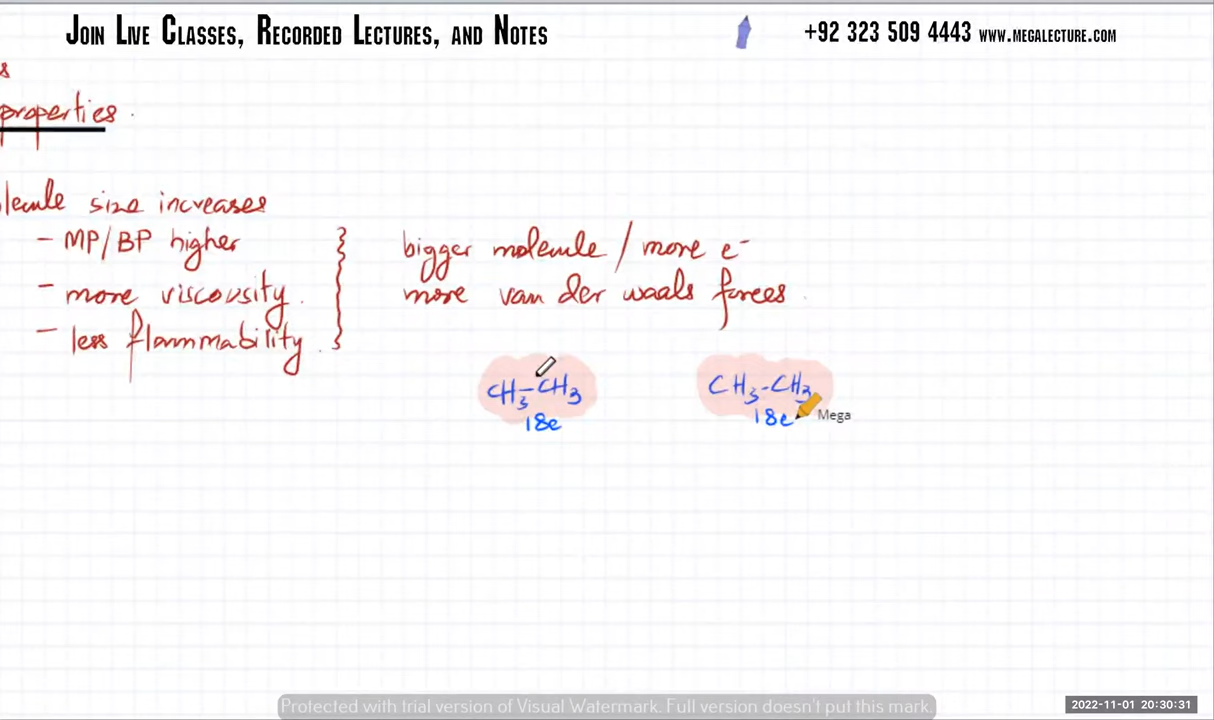 JOIN LIVE CLASSES, RECORDED LECTURES, AND NOTES
+92 323 509 4443 www.megalecture.com
s
properties.
olecule size increases
- MP/BP higher
- more viscousity.
- less flammability.
bigger molecule / more e⁻
more van der waals forces.
CH₃-CH₃
18e
CH₃-CH₃
18e
Mega
Protected with trial version of Visual Watermark. Full version doesn't put this mark.
2022-11-01 20:30:31